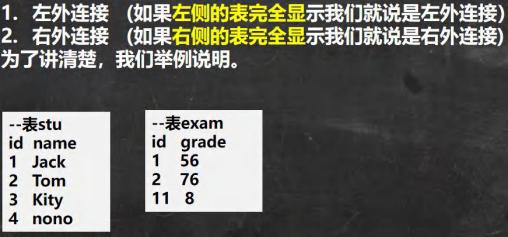 1. 左外连接 （如果左侧的表完全显示我们就说是左外连接）
2. 右外连接 （如果右侧的表完全显示我们就说是右外连接)
为了讲清楚，我们举例说明。
--表stu
id name
1 Jack
2 Tom
3 Kity
4 nono
--表exam
id grade
1 56
2 76
11 8